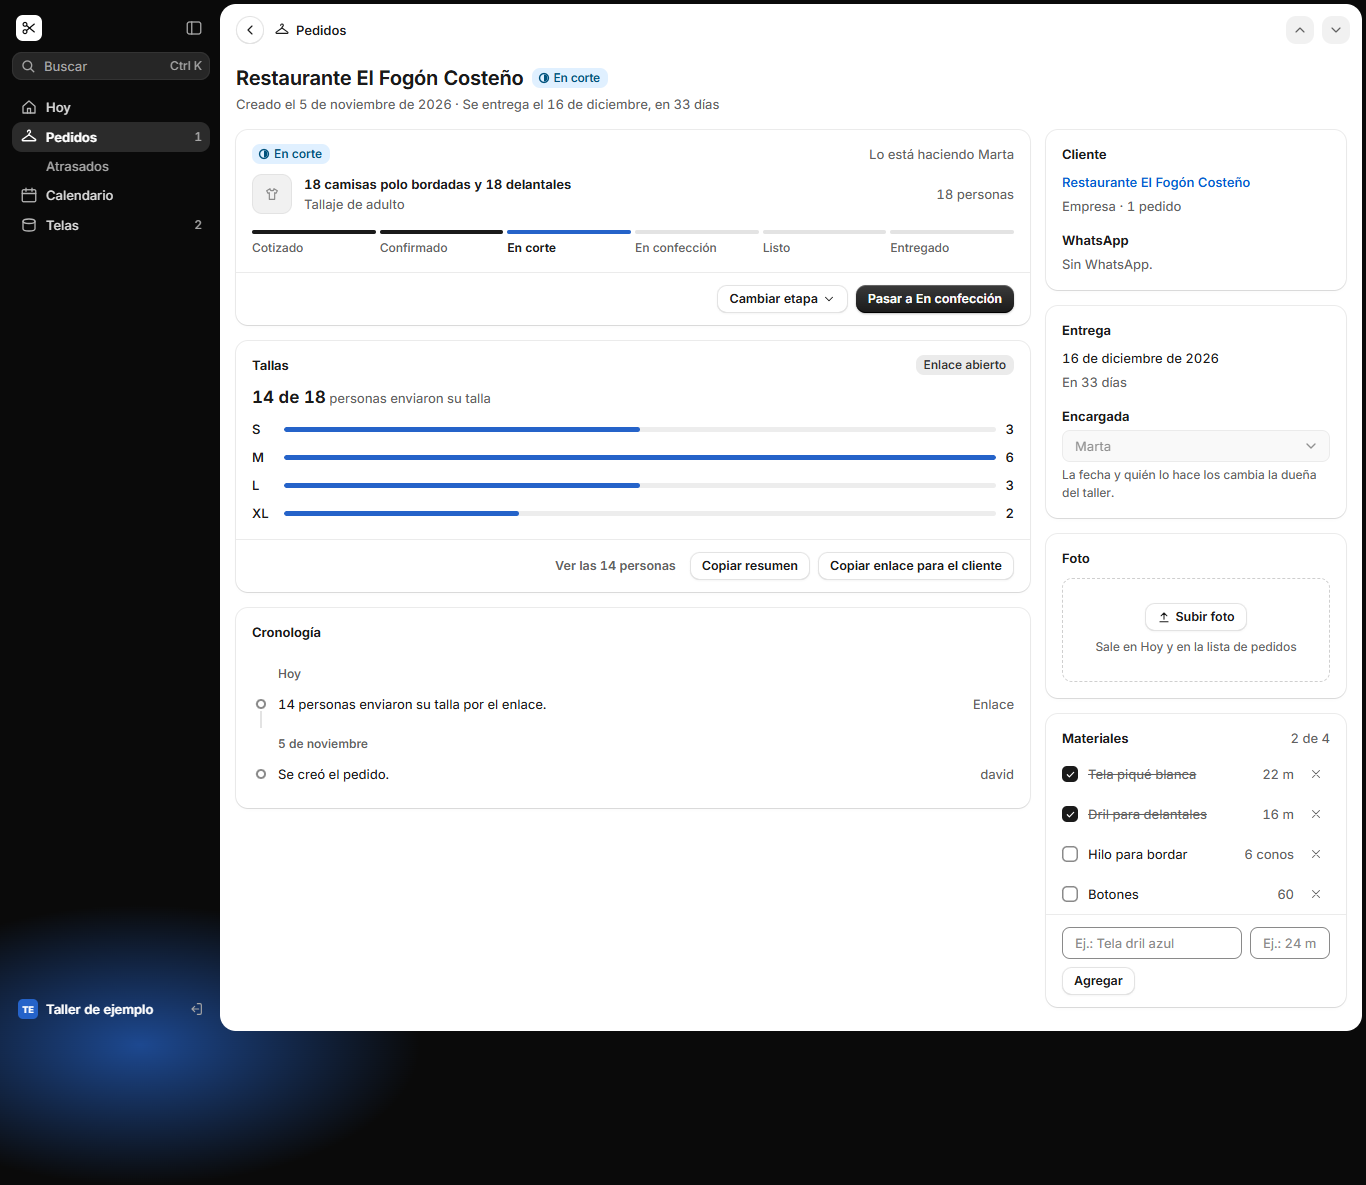 Buscar
Ctrl K
Hoy
Pedidos
1
Atrasados
Calendario
Telas
2
TE
Taller de ejemplo
Pedidos
Restaurante El Fogón Costeño
En corte
Creado el 5 de noviembre de 2026 · Se entrega el 16 de diciembre, en 33 días
En corte
Lo está haciendo Marta
18 camisas polo bordadas y 18 delantales
Tallaje de adulto
18 personas
Cotizado
Confirmado
En corte
En confección
Listo
Entregado
Cambiar etapa
Pasar a En confección
Tallas
Enlace abierto
14 de 18 personas enviaron su talla
S
3
M
6
L
3
XL
2
Ver las 14 personas
Copiar resumen
Copiar enlace para el cliente
Cronología
Hoy
14 personas enviaron su talla por el enlace.
Enlace
5 de noviembre
Se creó el pedido.
david
Cliente
Restaurante El Fogón Costeño
Empresa · 1 pedido
WhatsApp
Sin WhatsApp.
Entrega
16 de diciembre de 2026
En 33 días
Encargada
Marta
La fecha y quién lo hace los cambia la dueña
del taller.
Foto
Subir foto
Sale en Hoy y en la lista de pedidos
Materiales
2 de 4
Tela piqué blanca
22 m
Dril para delantales
16 m
Hilo para bordar
6 conos
Botones
60
Ej.: Tela dril azul
Ej.: 24 m
Agregar